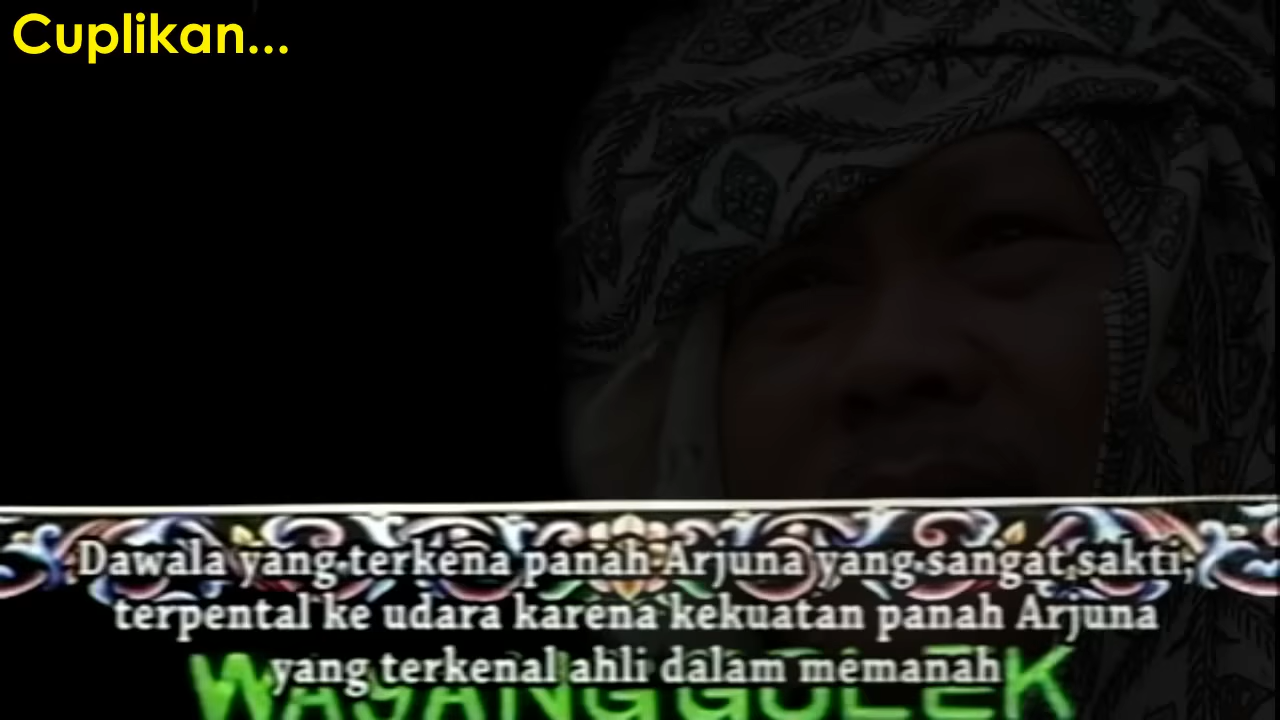 Cuplikan...
Dawala yang terkena panah Arjuna yang sangat sakti,
terpental ke udara karena kekuatan panah Arjuna
yang terkenal ahli dalam memanah
WAYANG GOLEK